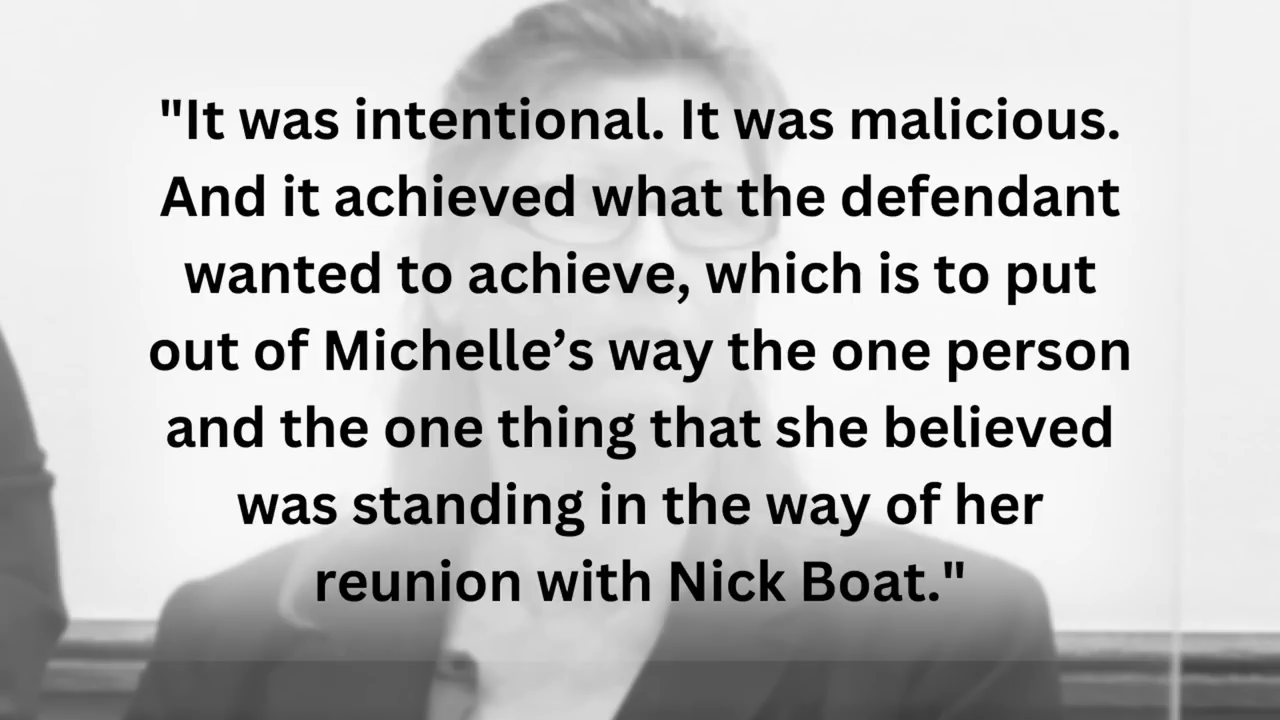 "It was intentional. It was malicious.
And it achieved what the defendant
wanted to achieve, which is to put
out of Michelle’s way the one person
and the one thing that she believed
was standing in the way of her
reunion with Nick Boat."